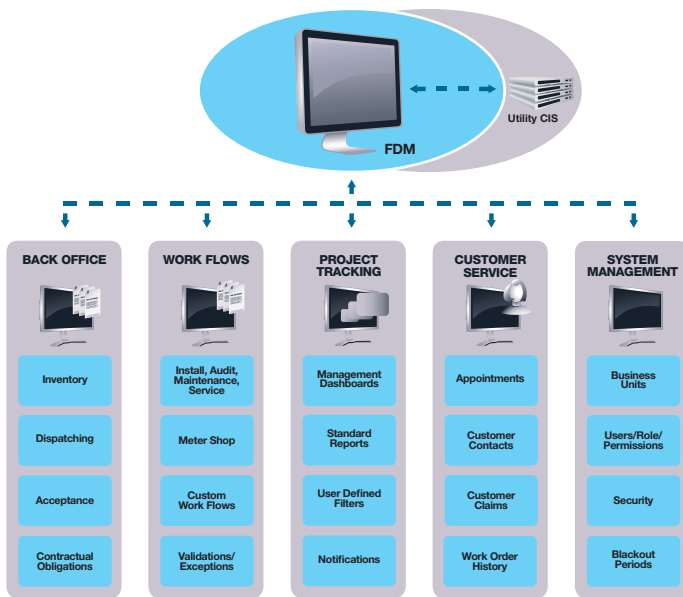 Utility CIS
FDM
BACK OFFICE
Inventory
Dispatching
Acceptance
Contractual
Obligations
WORK FLOWS
Install, Audit,
Maintenance,
Service
Meter Shop
Custom
Work Flows
Validations/
Exceptions
PROJECT
TRACKING
Management
Dashboards
Standard
Reports
User Defined
Filters
Notifications
CUSTOMER
SERVICE
Appointments
Customer
Contacts
Customer
Claims
Work Order
History
SYSTEM
MANAGEMENT
Business
Units
Users/Role/
Permissions
Security
Blackout
Periods